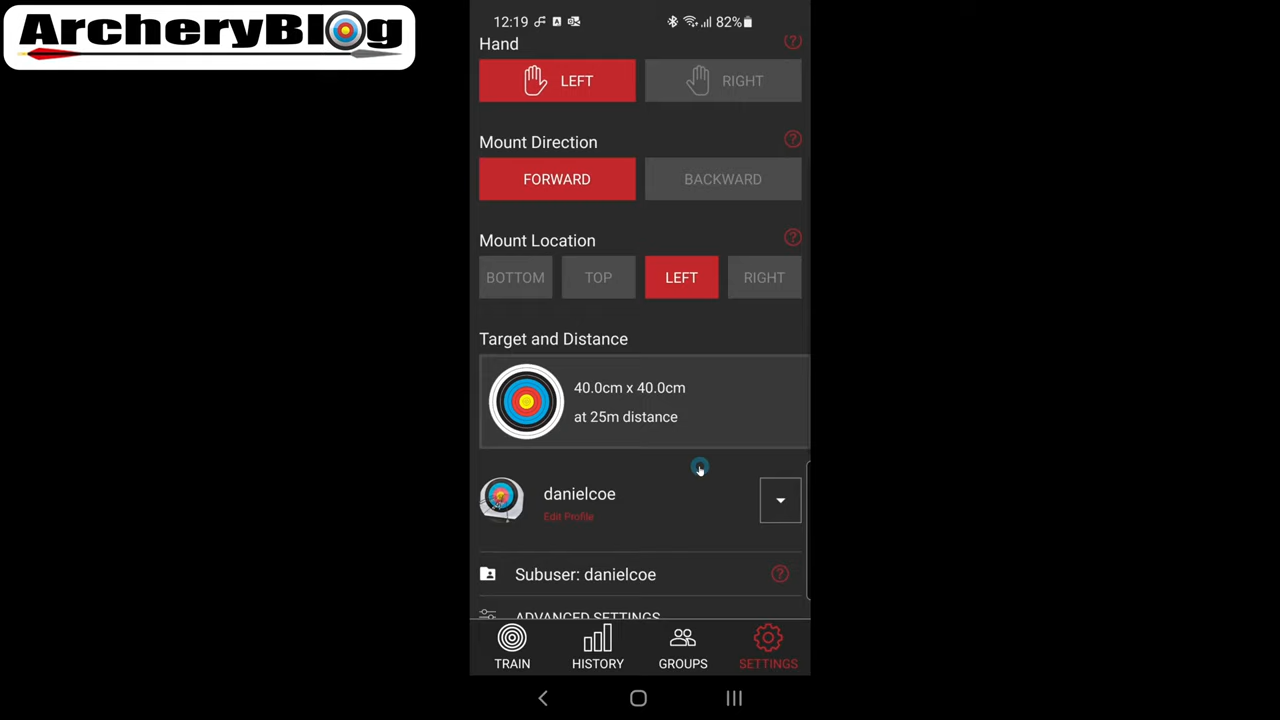 ArcheryBlog
12:19
82%
Hand
LEFT
RIGHT
Mount Direction
FORWARD
BACKWARD
Mount Location
BOTTOM
TOP
LEFT
RIGHT
Target and Distance
40.0cm x 40.0cm
at 25m distance
danielcoe
Edit Profile
Subuser: danielcoe
ADVANCED SETTINGS
TRAIN
HISTORY
GROUPS
SETTINGS